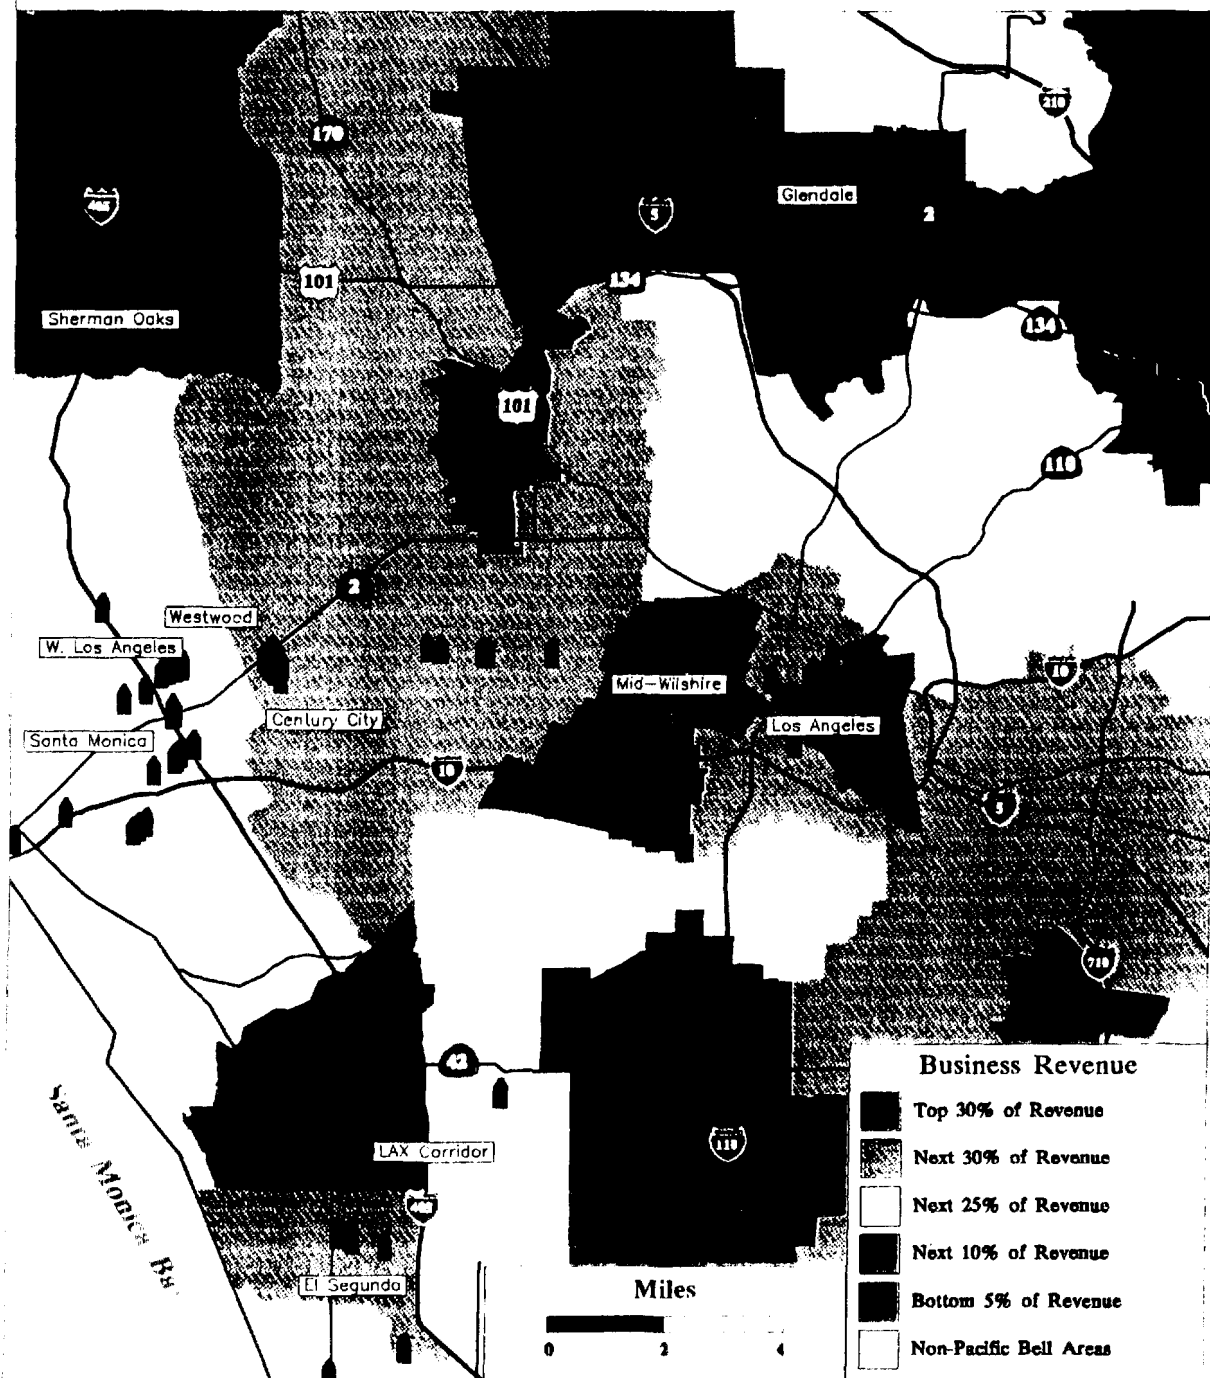 210
170
405
Glendale
5
2
101
134
Sherman Oaks
134
101
110
2
Westwood
W. Los Angeles
10
Mid-Wilshire
Century City
Los Angeles
Santa Monica
10
5
710
42
Business Revenue
Top 30% of Revenue
Santa Monica Ba
110
LAX Corridor
Next 30% of Revenue
405
Next 25% of Revenue
Next 10% of Revenue
El Segundo
Miles
Bottom 5% of Revenue
0 2 4
Non-Pacific Bell Areas